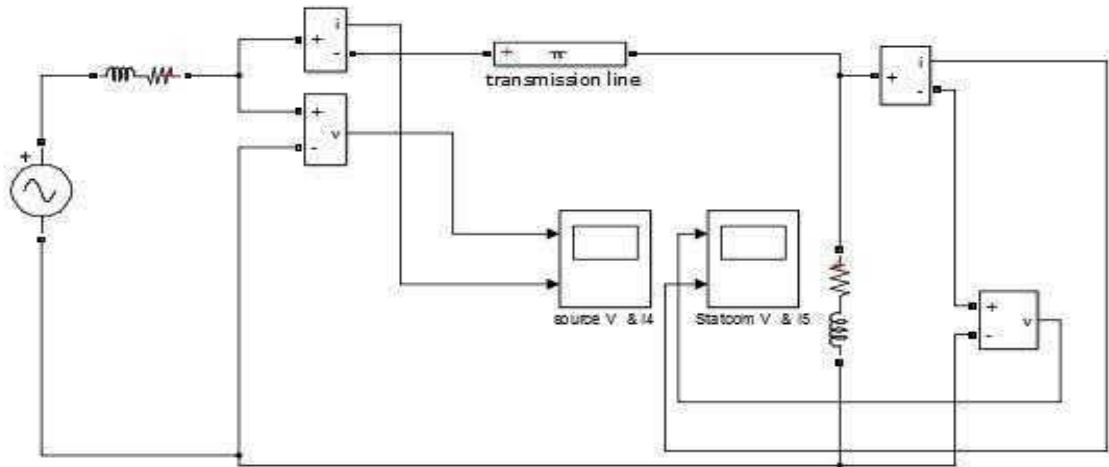 i
+
-
+ π
transmission line
i
+
-
+
v
-
+
source V & I4
Statcom V & I5
+
v
-